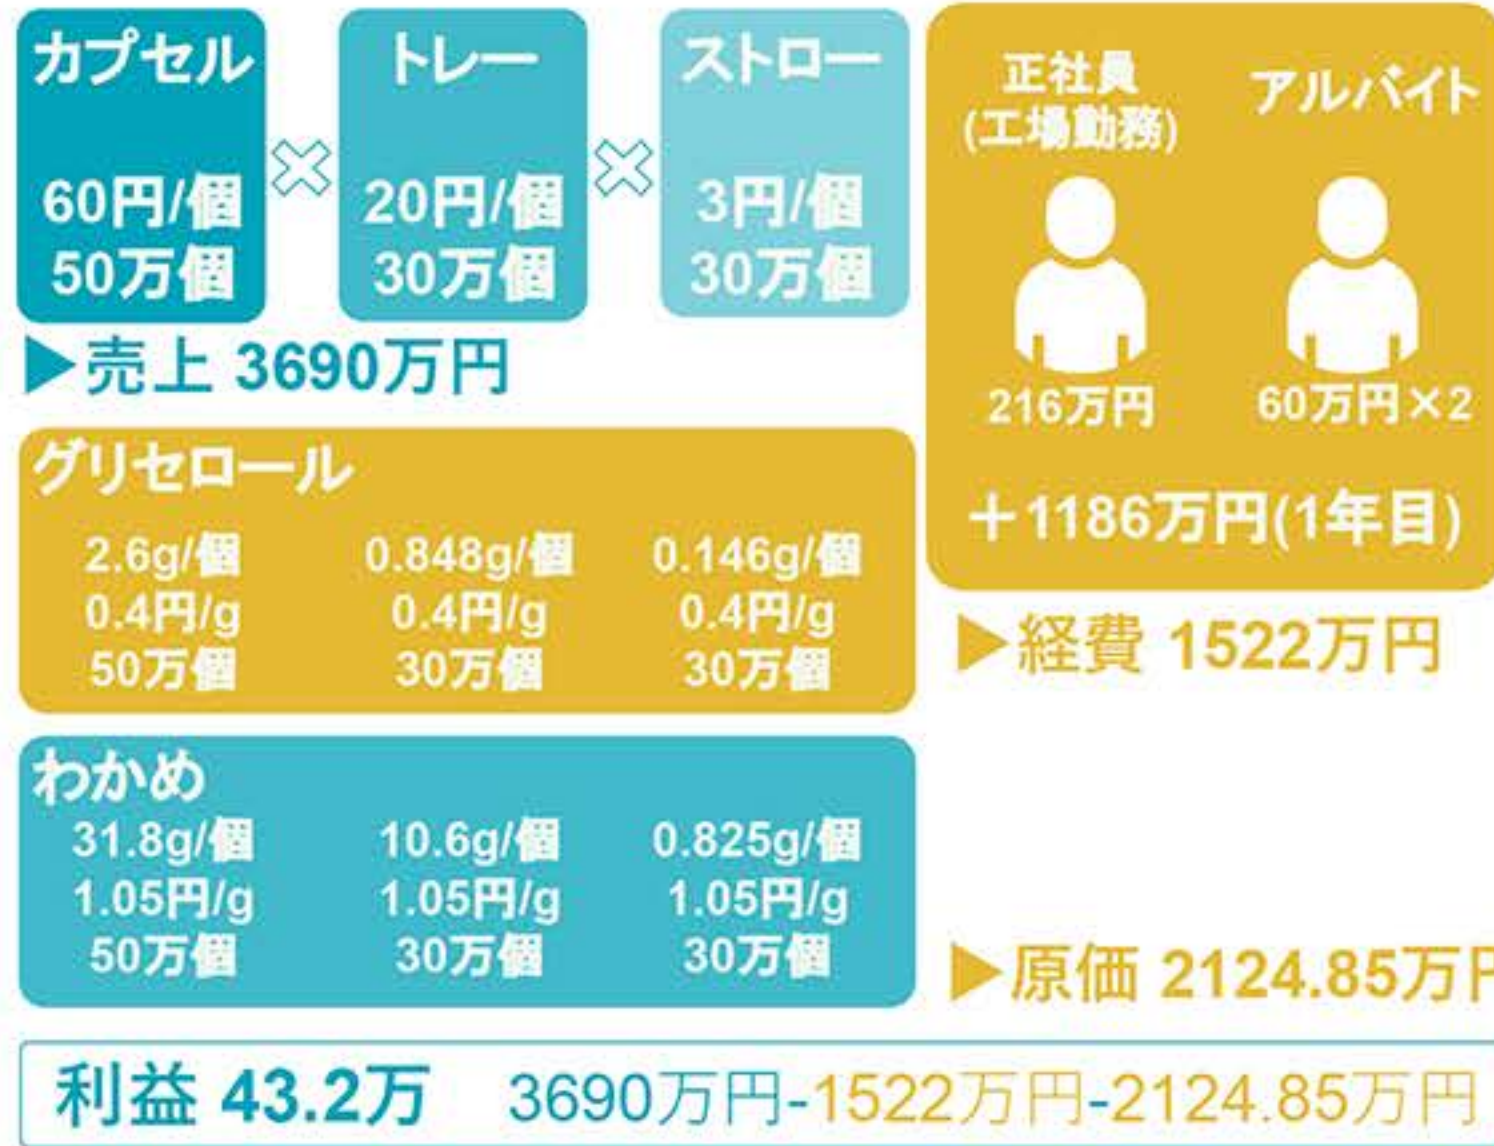 カプセル
60円/個
50万個
トレー
20円/個
30万個
ストロー
3円/個
30万個
▶売上 3690万円
正社員
(工場勤務)
216万円
アルバイト
60万円×2
＋1186万円(1年目)
▶経費 1522万円
グリセロール
2.6g/個 0.848g/個 0.146g/個
0.4円/g 0.4円/g 0.4円/g
50万個 30万個 30万個
わかめ
31.8g/個 10.6g/個 0.825g/個
1.05円/g 1.05円/g 1.05円/g
50万個 30万個 30万個
▶原価 2124.85万円
利益 43.2万 3690万円-1522万円-2124.85万円